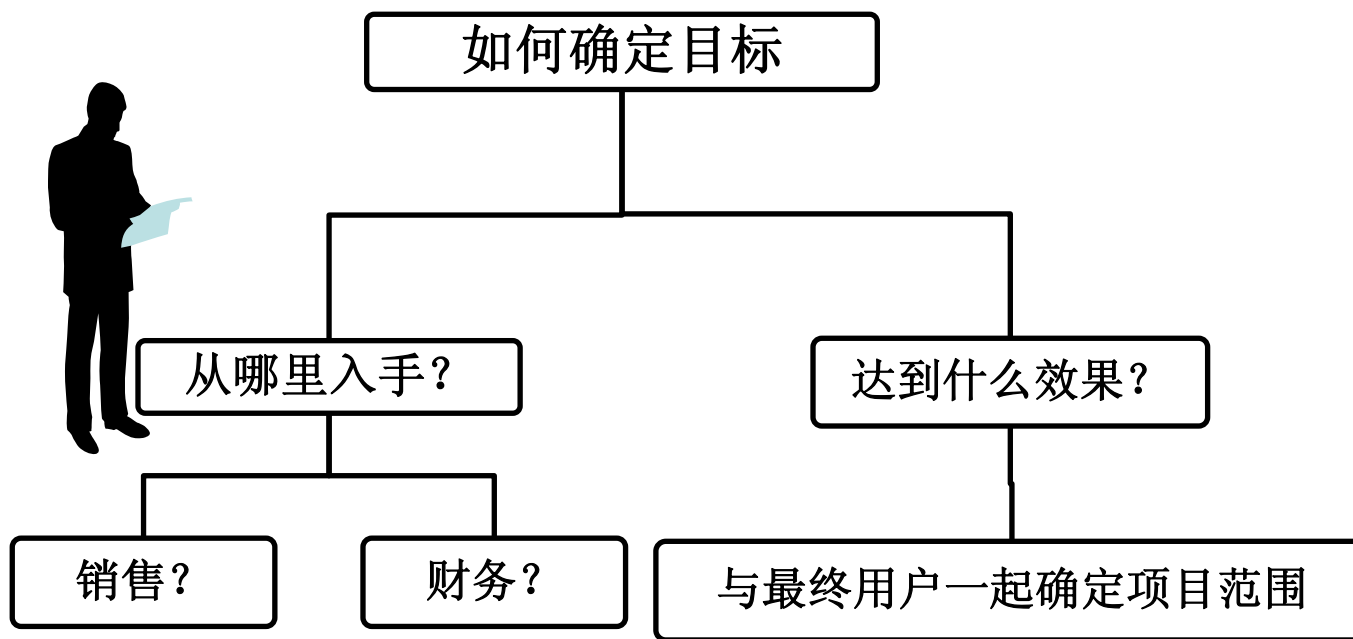 如何确定目标
从哪里入手？
达到什么效果？
销售？
财务？
与最终用户一起确定项目范围